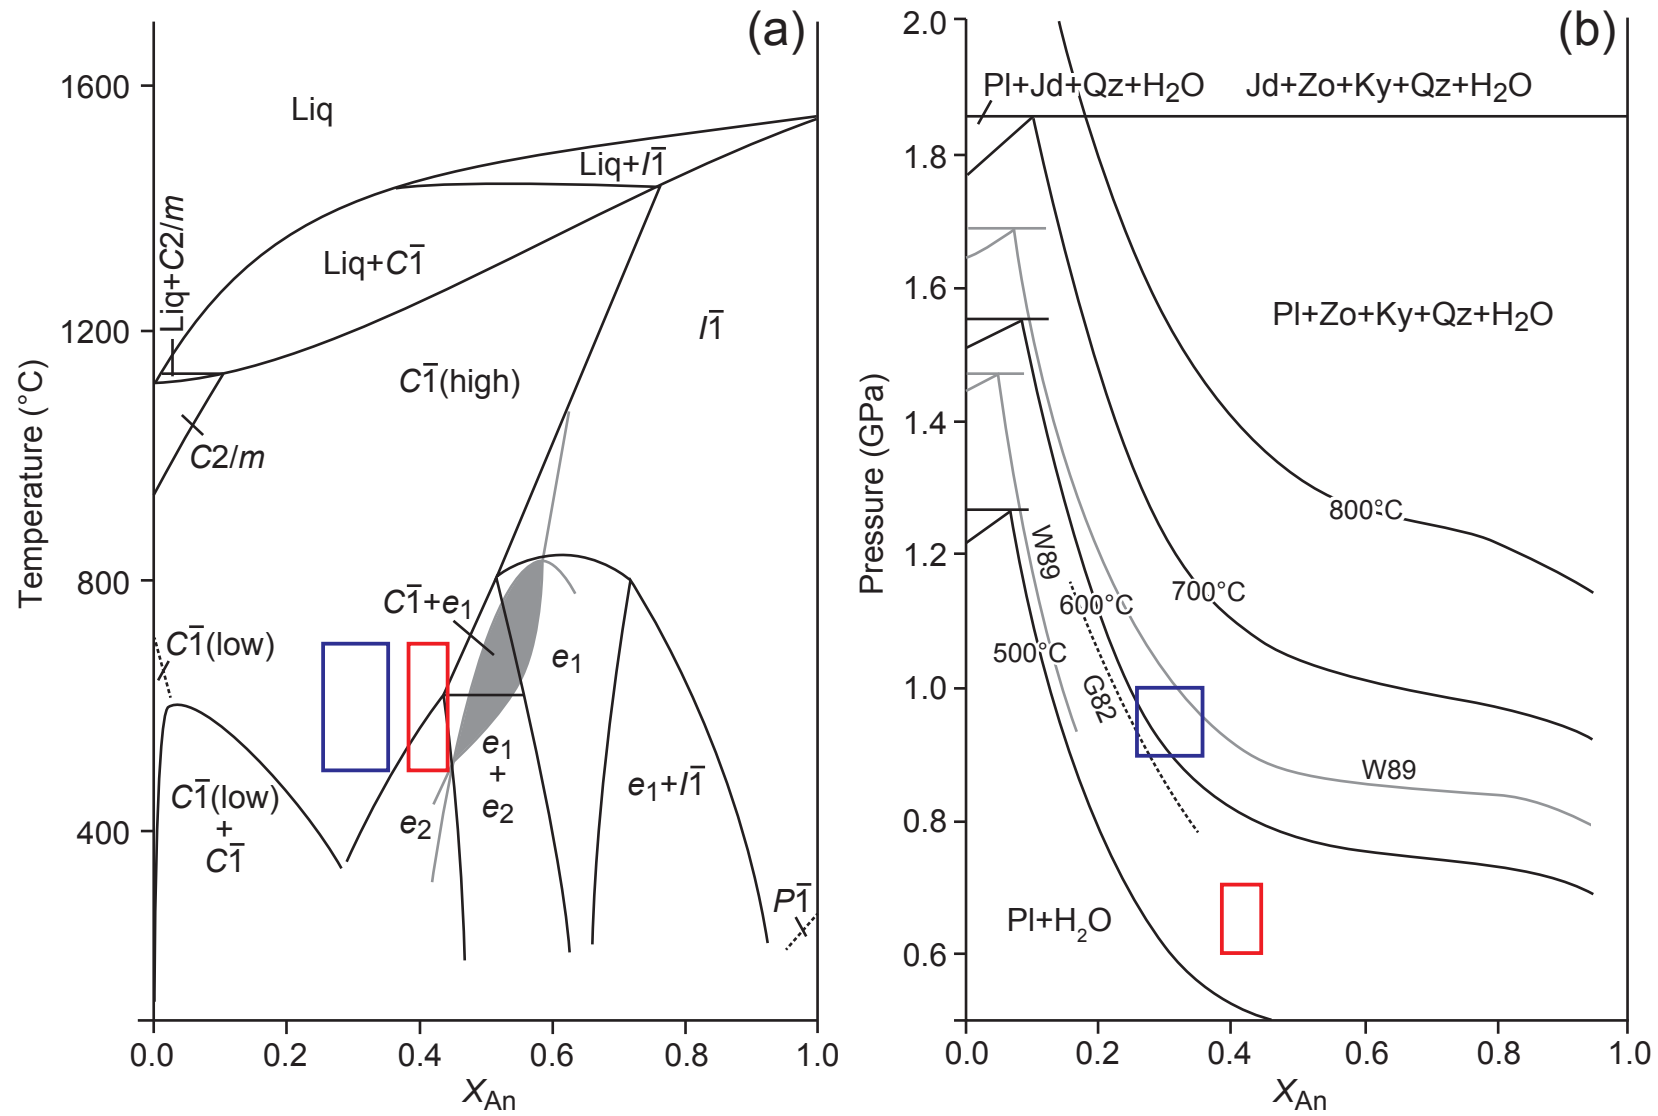 (a)
1600
1200
800
400
Temperature (°C)
Liq
Liq+I1̄
Liq+C2/m
Liq+C1̄
I1̄
C1̄(high)
C2/m
C1̄+e1
C1̄(low)
e1
e1
+
e2
e1+I1̄
C1̄(low)
+
C1̄
e2
P1̄
0.0 0.2 0.4 0.6 0.8 1.0
XAn
(b)
2.0
1.8
1.6
1.4
1.2
1.0
0.8
0.6
Pressure (GPa)
Pl+Jd+Qz+H2O
Jd+Zo+Ky+Qz+H2O
Pl+Zo+Ky+Qz+H2O
800°C
W89
700°C
600°C
500°C
G82
W89
Pl+H2O
0.0 0.2 0.4 0.6 0.8 1.0
XAn